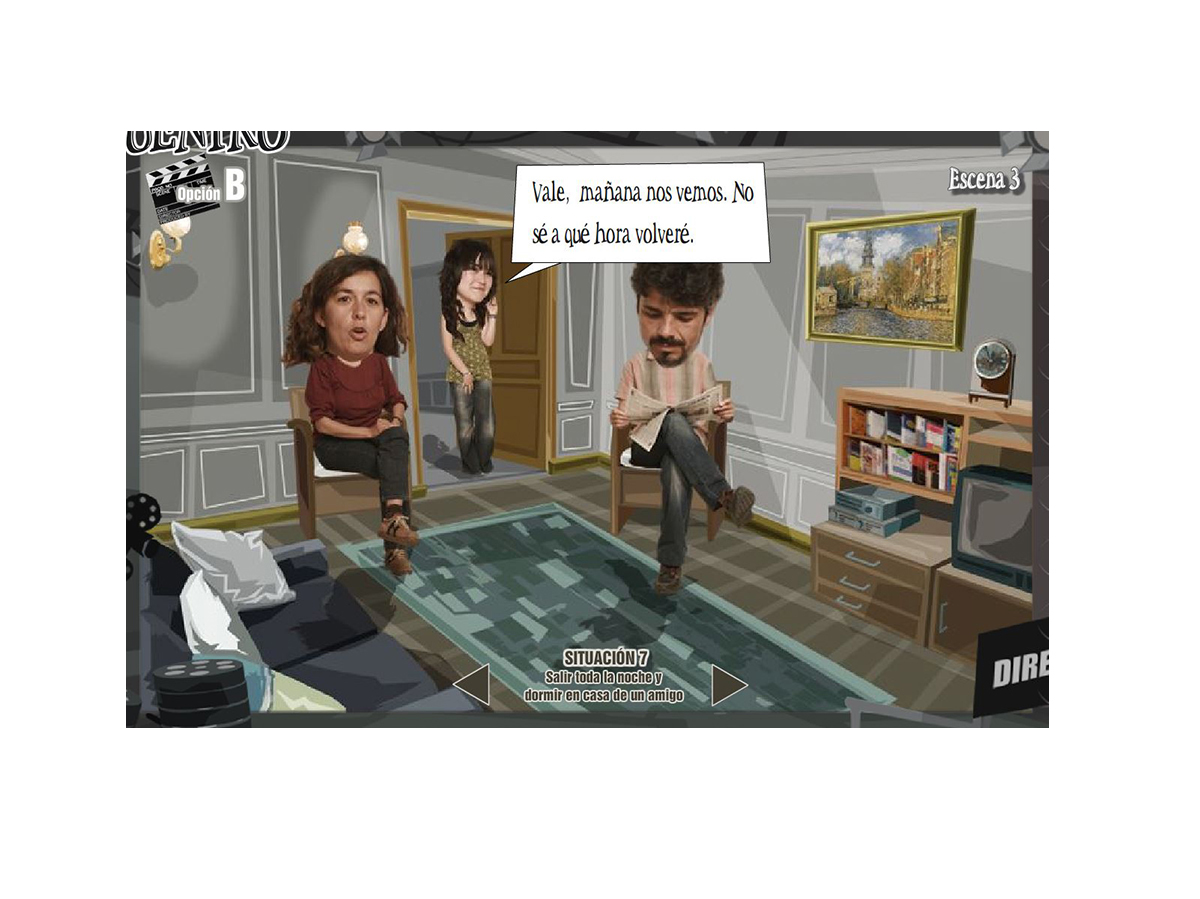 Opción B
Escena 3
Vale, mañana nos vemos. No
sé a qué hora volveré.
SITUACIÓN 7
Salir toda la noche y
dormir en casa de un amigo
DIRE